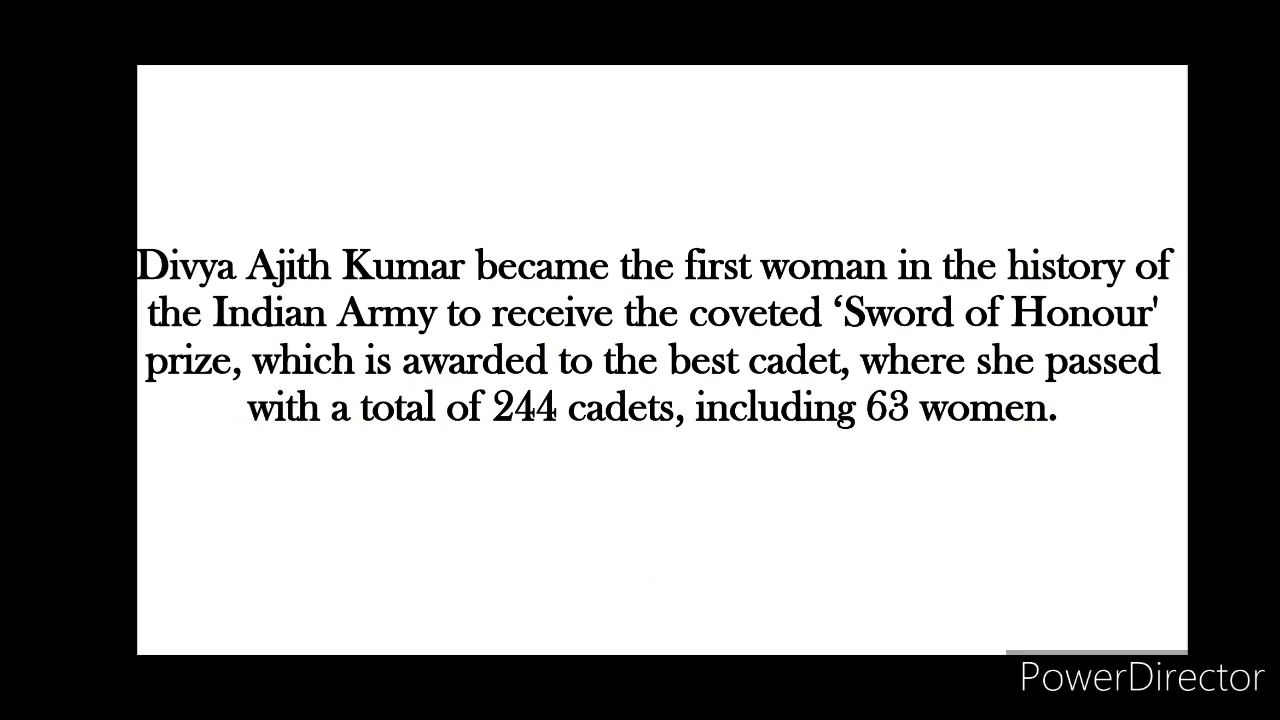 Divya Ajith Kumar became the first woman in the history of
the Indian Army to receive the coveted ‘Sword of Honour'
prize, which is awarded to the best cadet, where she passed
with a total of 244 cadets, including 63 women.
PowerDirector